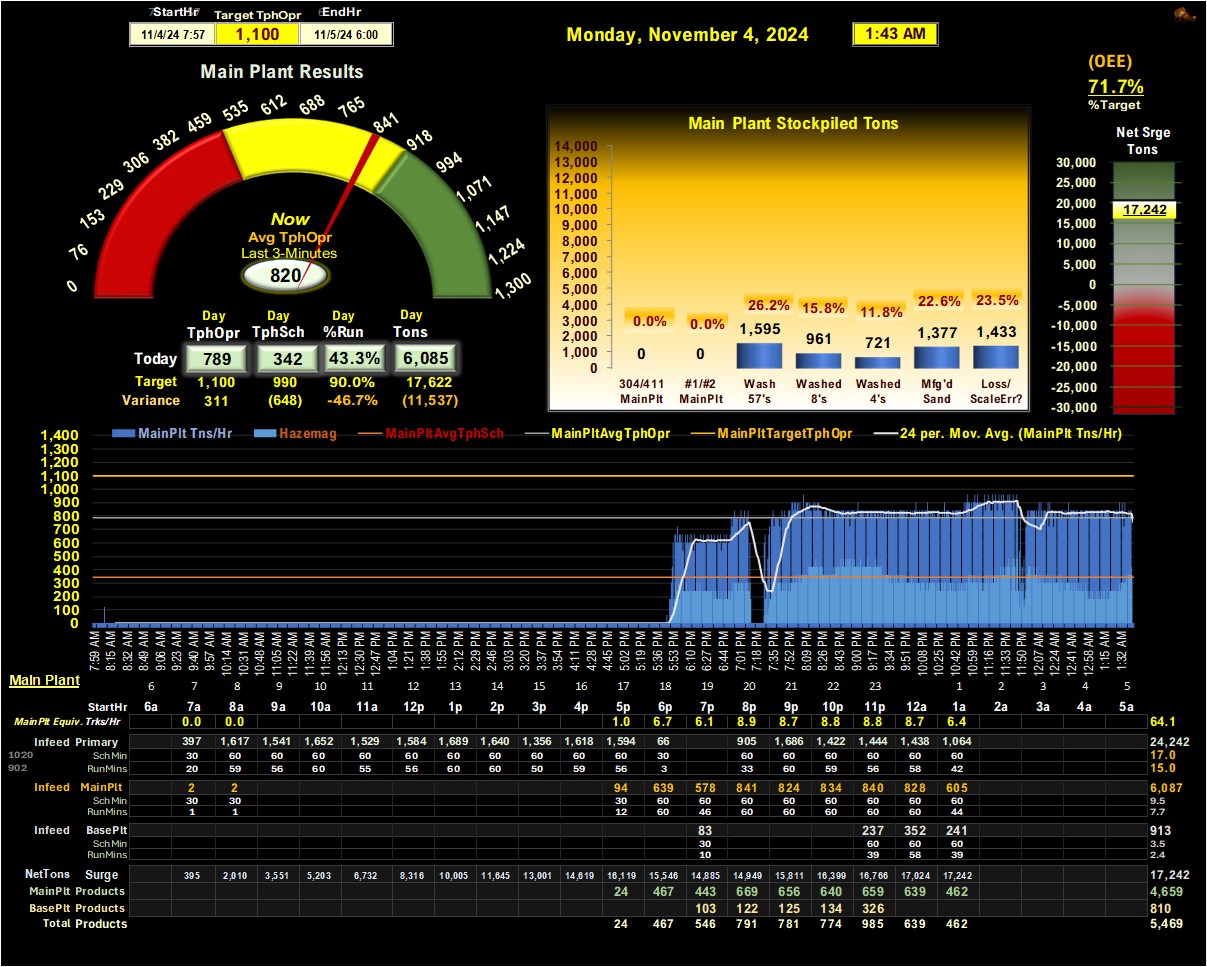 StartHr Target TphOpr EndHr
11/4/24 7:57 1,100 11/5/24 6:00
Monday, November 4, 2024 1:43 AM
(OEE)
71.7%
%Target
Main Plant Results
0 76 153 229 306 382 459 535 612 688 765 841 918 994 1,071 1,147 1,224 1,300
Now
Avg TphOpr
Last 3-Minutes
820
Day Day Day Day
TphOpr TphSch %Run Tons
Today 789 342 43.3% 6,085
Target 1,100 990 90.0% 17,622
Variance 311 (648) -46.7% (11,537)
Main Plant Stockpiled Tons
14,000
13,000
12,000
11,000
10,000
9,000
8,000
7,000
6,000
5,000
4,000
3,000
2,000
1,000
0
0.0% 0.0% 26.2% 15.8% 11.8% 22.6% 23.5%
0 0 1,595 961 721 1,377 1,433
304/411 #1/#2 Wash Washed Washed Mfg'd Loss/
MainPlt MainPlt 57's 8's 4's Sand ScaleErr?
Net Srge
Tons
30,000
25,000
20,000
17,242
15,000
10,000
5,000
0
-5,000
-10,000
-15,000
-20,000
-25,000
-30,000
MainPlt Tns/Hr Hazemag MainPltAvgTphSch MainPltAvgTphOpr MainPltTargetTphOpr 24 per. Mov. Avg. (MainPlt Tns/Hr)
1,400
1,300
1,200
1,100
1,000
900
800
700
600
500
400
300
200
100
0
7:59 AM 8:15 AM 8:32 AM 8:49 AM 9:06 AM 9:23 AM 9:40 AM 9:57 AM 10:14 AM 10:31 AM 10:48 AM 11:05 AM 11:22 AM 11:39 AM 11:56 AM 12:13 PM 12:30 PM 12:47 PM 1:04 PM 1:21 PM 1:38 PM 1:55 PM 2:12 PM 2:29 PM 2:46 PM 3:03 PM 3:20 PM 3:37 PM 3:54 PM 4:11 PM 4:28 PM 4:45 PM 5:02 PM 5:19 PM 5:36 PM 5:53 PM 6:10 PM 6:27 PM 6:44 PM 7:01 PM 7:18 PM 7:35 PM 7:52 PM 8:09 PM 8:26 PM 8:43 PM 9:00 PM 9:17 PM 9:34 PM 9:51 PM 10:08 PM 10:25 PM 10:42 PM 10:59 PM 11:16 PM 11:33 PM 11:50 PM 12:07 AM 12:24 AM 12:41 AM 12:58 AM 1:15 AM 1:32 AM
Main Plant 6 7 8 9 10 11 12 13 14 15 16 17 18 19 20 21 22 23 1 2 3 4 5
StartHr 6a 7a 8a 9a 10a 11a 12p 1p 2p 3p 4p 5p 6p 7p 8p 9p 10p 11p 12a 1a 2a 3a 4a 5a
MainPlt Equiv. Trks/Hr 0.0 0.0 1.0 6.7 6.1 8.9 8.7 8.8 8.8 8.7 6.4 64.1
Infeed Primary 397 1,617 1,541 1,652 1,529 1,584 1,689 1,640 1,356 1,618 1,594 66 905 1,686 1,422 1,444 1,438 1,064 24,242
1020 Sch Min 30 60 60 60 60 60 60 60 60 60 60 30 60 60 60 60 60 60 17.0
902 RunMins 20 59 56 60 55 56 60 60 50 59 56 3 33 60 59 56 58 42 15.0
Infeed MainPlt 2 2 94 639 578 841 824 834 840 828 605 6,087
Sch Min 30 30 30 60 60 60 60 60 60 60 60 9.5
RunMins 1 1 12 60 46 60 60 60 60 60 44 7.7
Infeed BasePlt 83 237 352 241 913
Sch Min 30 60 60 60 3.5
RunMins 10 39 58 39 2.4
NetTons Surge 395 2,010 3,551 5,203 6,732 8,316 10,005 11,645 13,001 14,619 16,119 15,546 14,885 14,949 15,811 16,399 16,766 17,024 17,242 17,242
MainPlt Products 24 467 443 669 656 640 659 639 462 4,659
BasePlt Products 103 122 125 134 326 810
Total Products 24 467 546 791 781 774 985 639 462 5,469